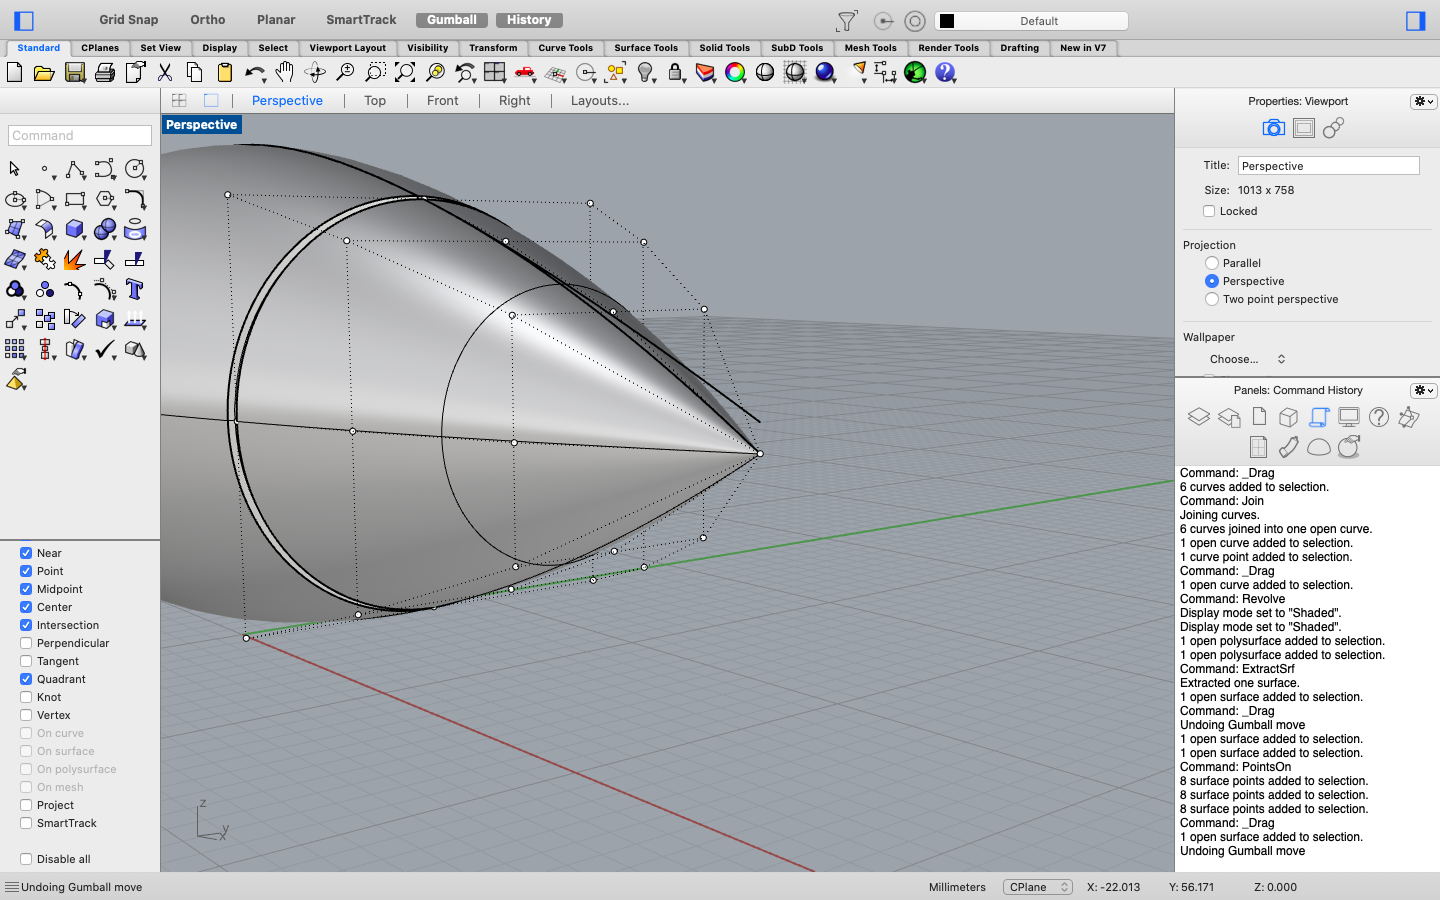 Grid Snap Ortho Planar SmartTrack Gumball History Default
Standard CPlanes Set View Display Select Viewport Layout Visibility Transform Curve Tools Surface Tools Solid Tools SubD Tools Mesh Tools Render Tools Drafting New in V7
Perspective Top Front Right Layouts...
Command
Perspective
Near
Point
Midpoint
Center
Intersection
Perpendicular
Tangent
Quadrant
Knot
Vertex
On curve
On surface
On polysurface
On mesh
Project
SmartTrack
Disable all
z
y
x
Properties: Viewport
Title: Perspective
Size: 1013 x 758
Locked
Projection
Parallel
Perspective
Two point perspective
Wallpaper
Choose...
Panels: Command History
Command: _Drag
6 curves added to selection.
Command: Join
Joining curves.
6 curves joined into one open curve.
1 open curve added to selection.
1 curve point added to selection.
Command: _Drag
1 open curve added to selection.
Command: Revolve
Display mode set to "Shaded".
Display mode set to "Shaded".
1 open polysurface added to selection.
1 open polysurface added to selection.
Command: ExtractSrf
Extracted one surface.
1 open surface added to selection.
Command: _Drag
Undoing Gumball move
1 open surface added to selection.
1 open surface added to selection.
Command: PointsOn
8 surface points added to selection.
8 surface points added to selection.
8 surface points added to selection.
Command: _Drag
1 open surface added to selection.
Undoing Gumball move
Undoing Gumball move Millimeters CPlane X: -22.013 Y: 56.171 Z: 0.000